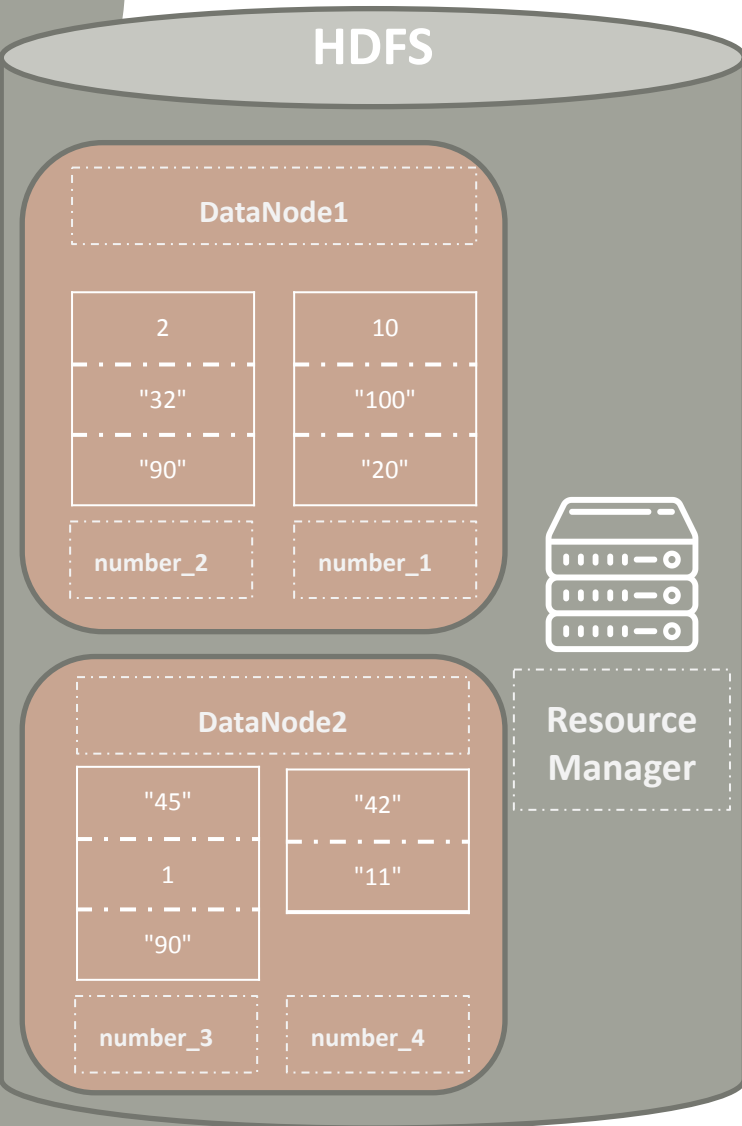 HDFS
DataNode1
2
"32"
"90"
number_2
10
"100"
"20"
number_1
DataNode2
"45"
1
"90"
number_3
"42"
"11"
number_4
Resource
Manager